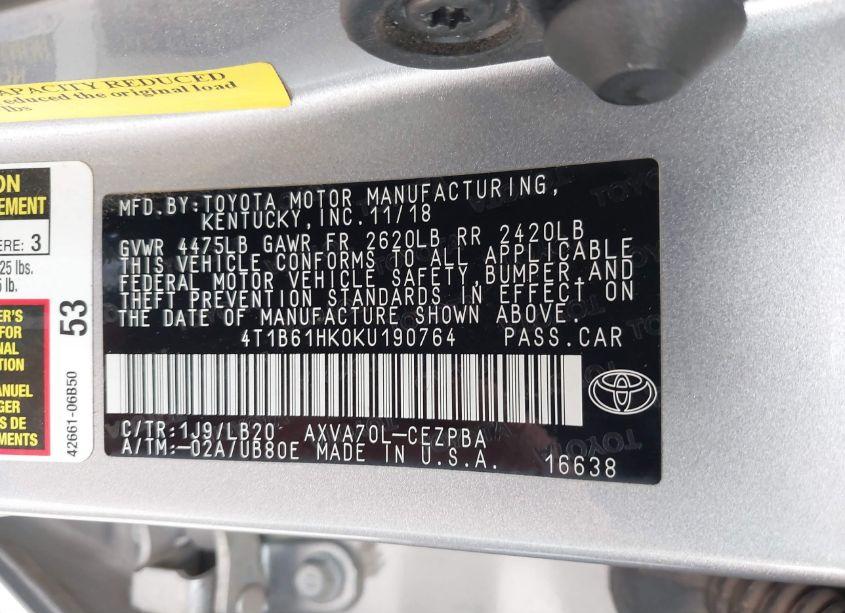 CAPACITY REDUCED
educed the original load
lbs
ON
EMENT
ERE: 3
25 lbs.
lb.
53
42661-06B50
MFD.BY:TOYOTA MOTOR MANUFACTURING,
KENTUCKY, INC. 11/18
GVWR 4475LB GAWR FR 2620LB RR 2420LB
THIS VEHICLE CONFORMS TO ALL APPLICABLE
FEDERAL MOTOR VEHICLE SAFETY, BUMPER, AND
THEFT PREVENTION STANDARDS IN EFFECT ON
THE DATE OF MANUFACTURE SHOWN ABOVE.
4T1B61HK0KU190764 PASS.CAR
C/TR:1J9/LB20 AXVA70L-CEZPBA
A/TM:-02A/UB80E MADE IN U.S.A. 16638
ER'S
FOR
NAL
TION
ANUEL
GER
S DE
MENTS